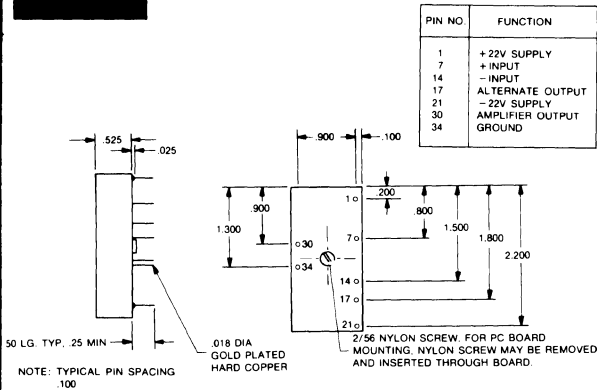 PIN NO. FUNCTION
1 +22V SUPPLY
7 +INPUT
14 -INPUT
17 ALTERNATE OUTPUT
21 -22V SUPPLY
30 AMPLIFIER OUTPUT
34 GROUND
.525
.025
.900
.100
.200
1
.900
.800
1.300
1.500
1.800
2.200
7
30
34
14
17
21
50 LG. TYP, .25 MIN
.018 DIA
GOLD PLATED
HARD COPPER
2/56 NYLON SCREW. FOR PC BOARD
MOUNTING, NYLON SCREW MAY BE REMOVED
AND INSERTED THROUGH BOARD.
NOTE: TYPICAL PIN SPACING
.100